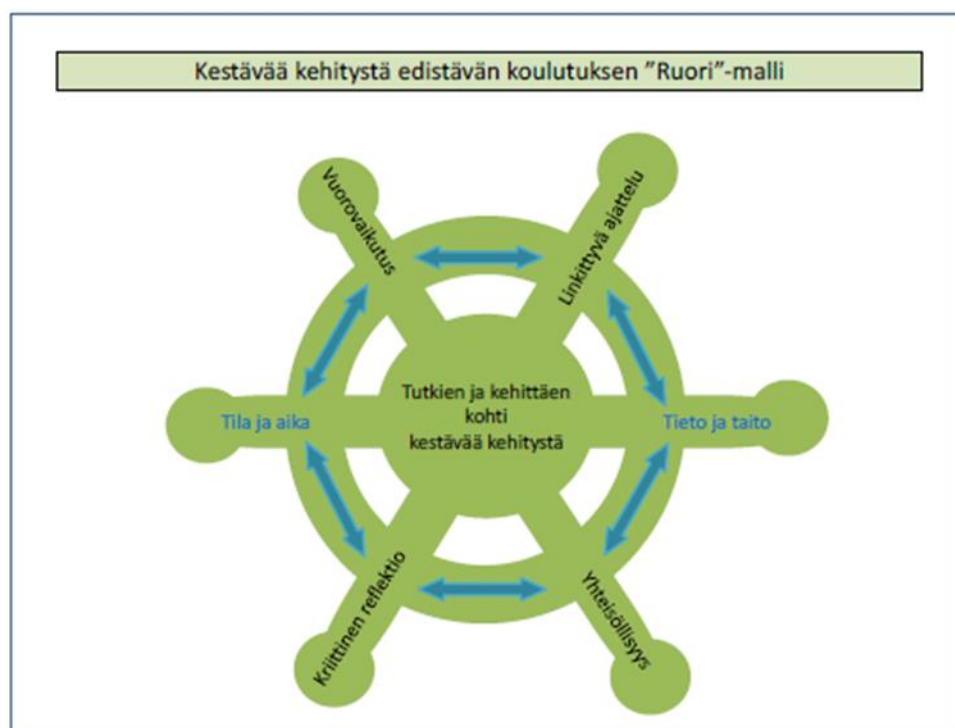 Kestävää kehitystä edistävän koulutuksen ”Ruori”-malli
Vuorovaikutus
Linkittyvä ajattelu
Tila ja aika
Tutkien ja kehittäen
kohti
kestävää kehitystä
Tieto ja taito
Kriittinen reflektio
Yhteisöllisyys